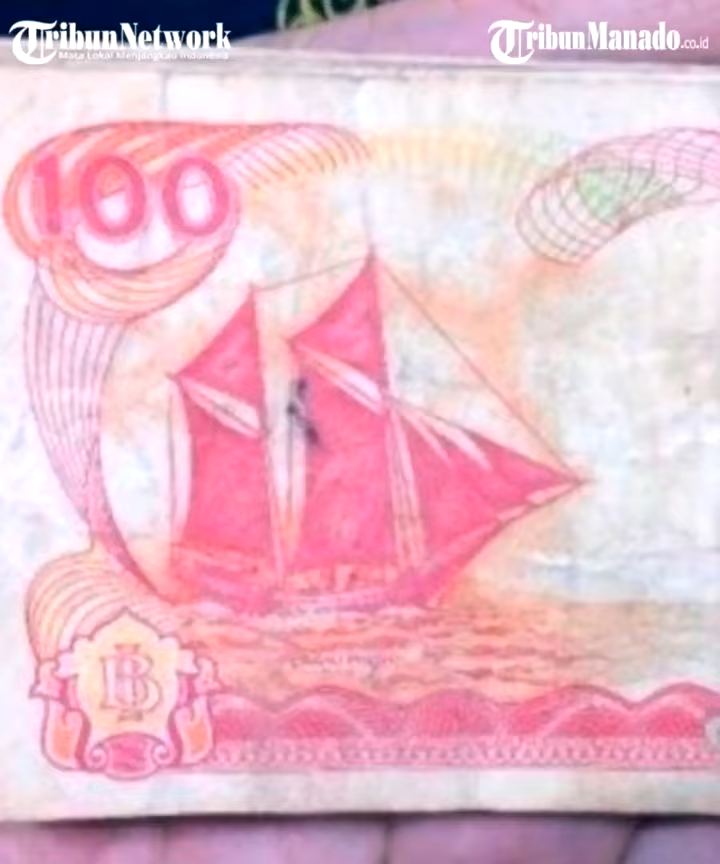 TribunNetwork
Mata Lokal Menjangkau Indonesia
TribunManado.co.id
100
BI